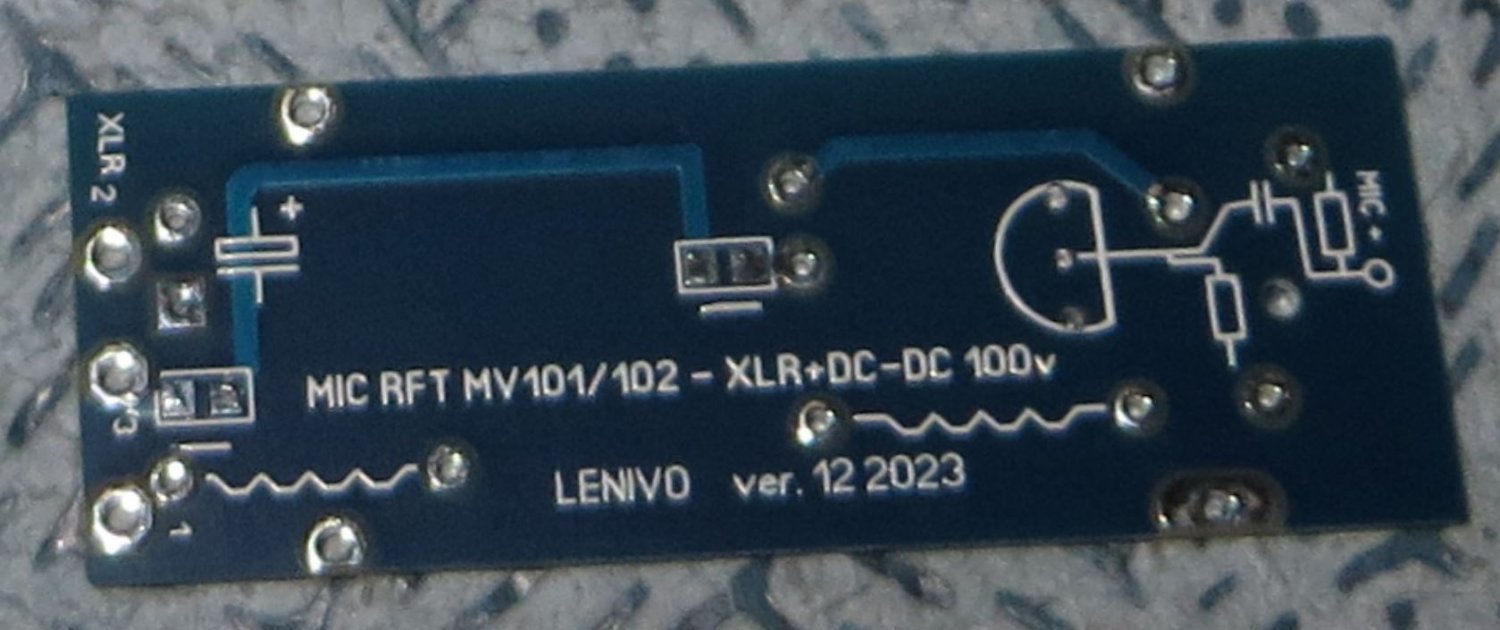 XLR 2
+
MIC RFT MV101/102 - XLR+DC-DC 100v
3
1
LENIVO ver. 12 2023
MIC +